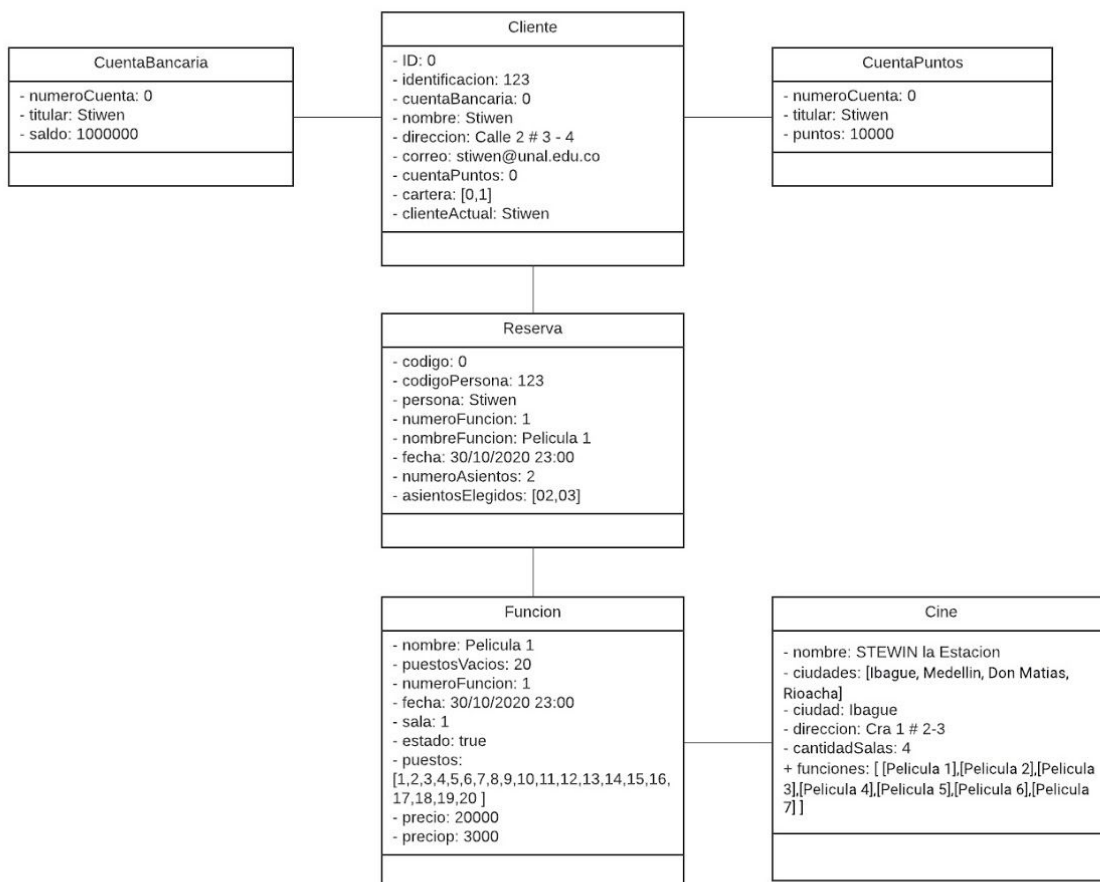 Cliente
- ID: 0
- identificacion: 123
- cuentaBancaria: 0
- nombre: Stiwen
- direccion: Calle 2 # 3 - 4
- correo: stiwen@unal.edu.co
- cuentaPuntos: 0
- cartera: [0,1]
- clienteActual: Stiwen
CuentaBancaria
- numeroCuenta: 0
- titular: Stiwen
- saldo: 1000000
CuentaPuntos
- numeroCuenta: 0
- titular: Stiwen
- puntos: 10000
Reserva
- codigo: 0
- codigoPersona: 123
- persona: Stiwen
- numeroFuncion: 1
- nombreFuncion: Pelicula 1
- fecha: 30/10/2020 23:00
- numeroAsientos: 2
- asientosElegidos: [02,03]
Funcion
- nombre: Pelicula 1
- puestosVacios: 20
- numeroFuncion: 1
- fecha: 30/10/2020 23:00
- sala: 1
- estado: true
- puestos:
[1,2,3,4,5,6,7,8,9,10,11,12,13,14,15,16,
17,18,19,20 ]
- precio: 20000
- preciop: 3000
Cine
- nombre: STEWIN la Estacion
- ciudades: [Ibague, Medellin, Don Matias,
Rioacha]
- ciudad: Ibague
- direccion: Cra 1 # 2-3
- cantidadSalas: 4
+ funciones: [ [Pelicula 1],[Pelicula 2],[Pelicula
3],[Pelicula 4],[Pelicula 5],[Pelicula 6],[Pelicula
7] ]